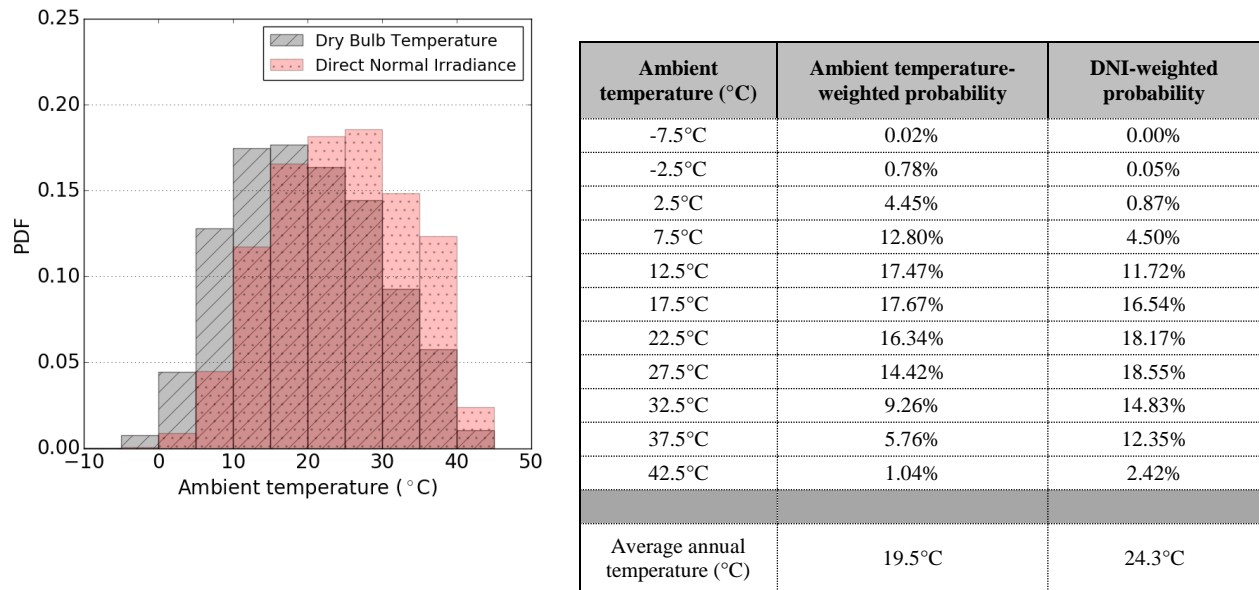 0.25
0.20
0.15
0.10
0.05
0.00
PDF
−10 0 10 20 30 40 50
Ambient temperature (°C)
Dry Bulb Temperature
Direct Normal Irradiance
Ambient temperature (°C) Ambient temperature-weighted probability DNI-weighted probability
-7.5°C 0.02% 0.00%
-2.5°C 0.78% 0.05%
2.5°C 4.45% 0.87%
7.5°C 12.80% 4.50%
12.5°C 17.47% 11.72%
17.5°C 17.67% 16.54%
22.5°C 16.34% 18.17%
27.5°C 14.42% 18.55%
32.5°C 9.26% 14.83%
37.5°C 5.76% 12.35%
42.5°C 1.04% 2.42%
Average annual temperature (°C) 19.5°C 24.3°C